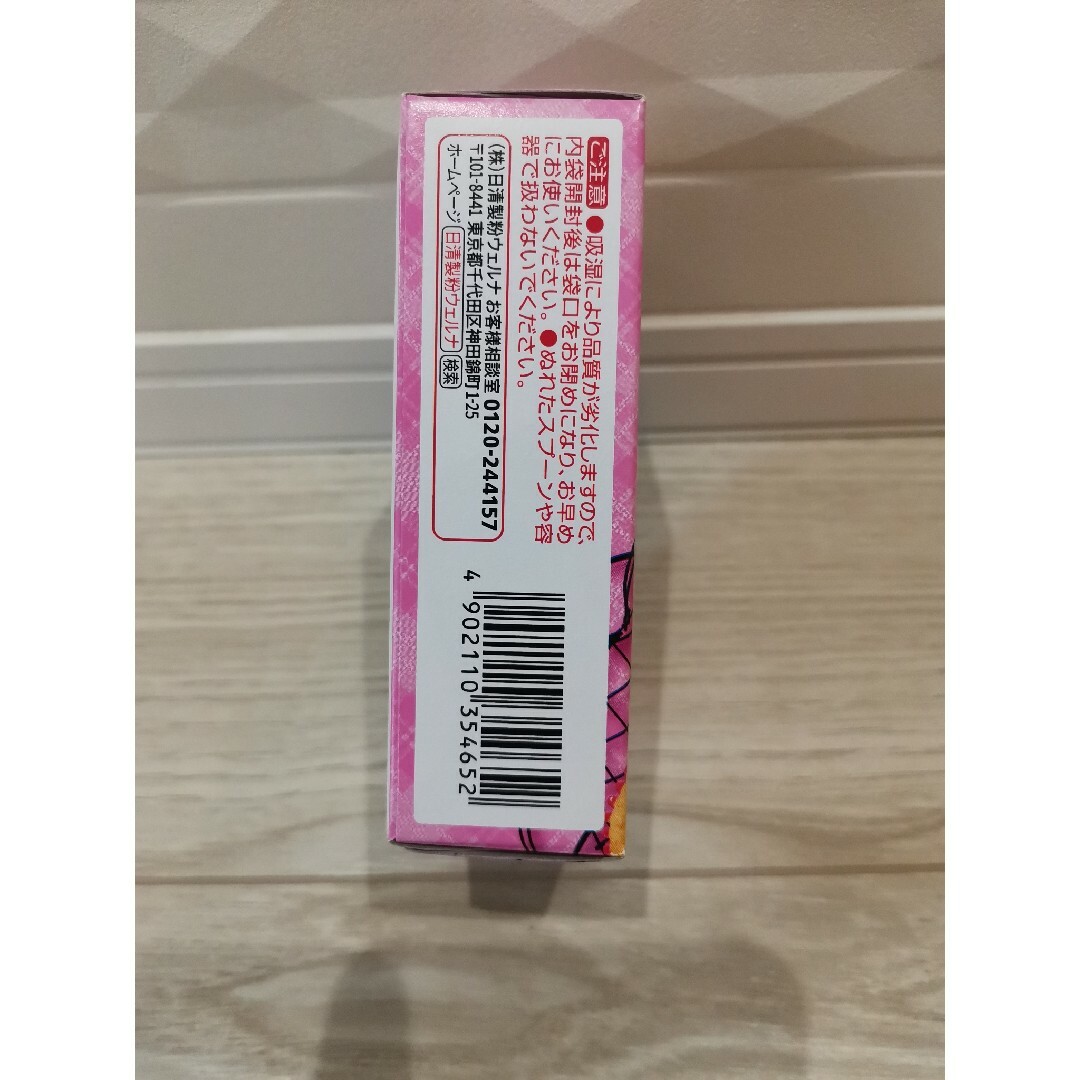 ご注意 ●吸湿により品質が劣化しますので、
内袋開封後は袋口をお閉めになり、お早め
にお使いください。●ぬれたスプーンや容
器で扱わないでください。
(株)日清製粉ウェルナ お客様相談室 0120-244157
〒101-8441 東京都千代田区神田錦町1-25
ホームページ 日清製粉ウェルナ 検索
4 902110 354652